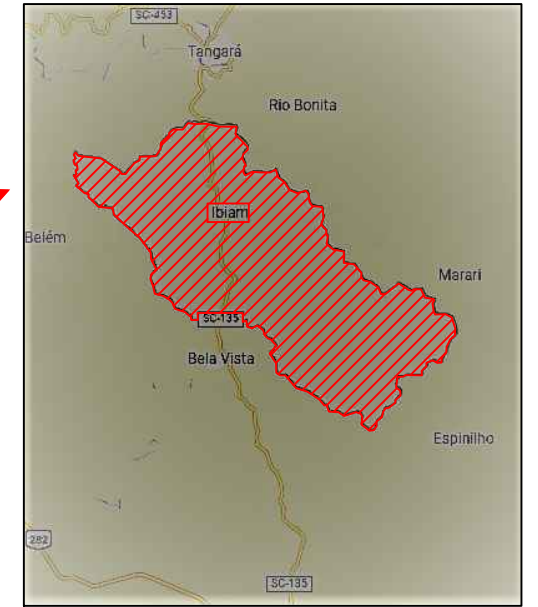 SC-453
Tangará
Rio Bonita
Ibiam
Belém
Marari
SC-135
Bela Vista
Espinilho
282
SC-135